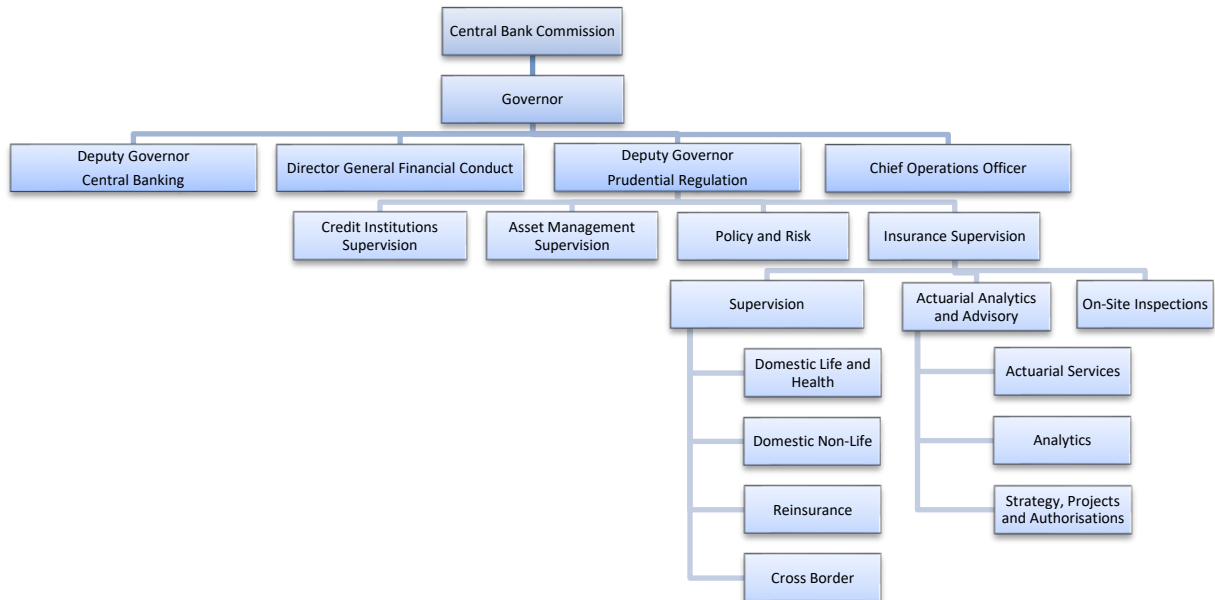 Central Bank Commission
Governor
Deputy Governor
Central Banking
Director General Financial Conduct
Deputy Governor
Prudential Regulation
Chief Operations Officer
Credit Institutions
Supervision
Asset Management
Supervision
Policy and Risk
Insurance Supervision
Supervision
Actuarial Analytics
and Advisory
On-Site Inspections
Domestic Life and
Health
Domestic Non-Life
Reinsurance
Cross Border
Actuarial Services
Analytics
Strategy, Projects
and Authorisations